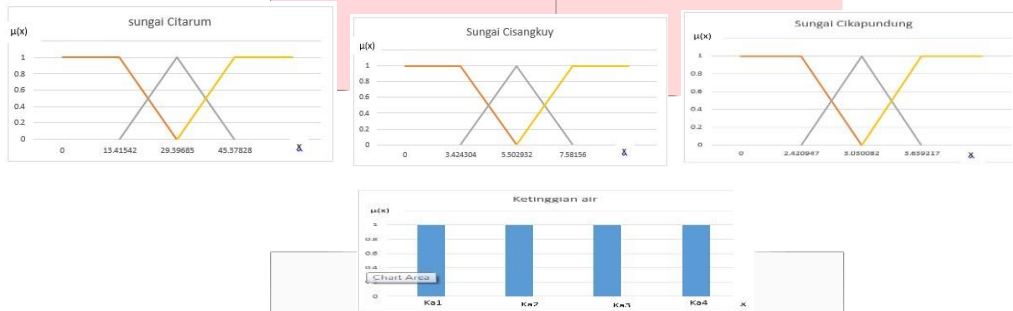 sungai Citarum
μ(x)
1
0.8
0.6
0.4
0.2
0
0 13.41542 29.39685 45.37828 x
Sungai Cisangkuy
μ(x)
1
0.8
0.6
0.4
0.2
0
0 3.424304 5.502932 7.58156 x
Sungai Cikapundung
μ(x)
1
0.8
0.6
0.4
0.2
0
0 2.420947 5.659217 x
Ketinggian air
μ(x)
1
0.8
0.6
0.4
Chart Area
0
Ka1 Ka2 Ka3 Ka4 x